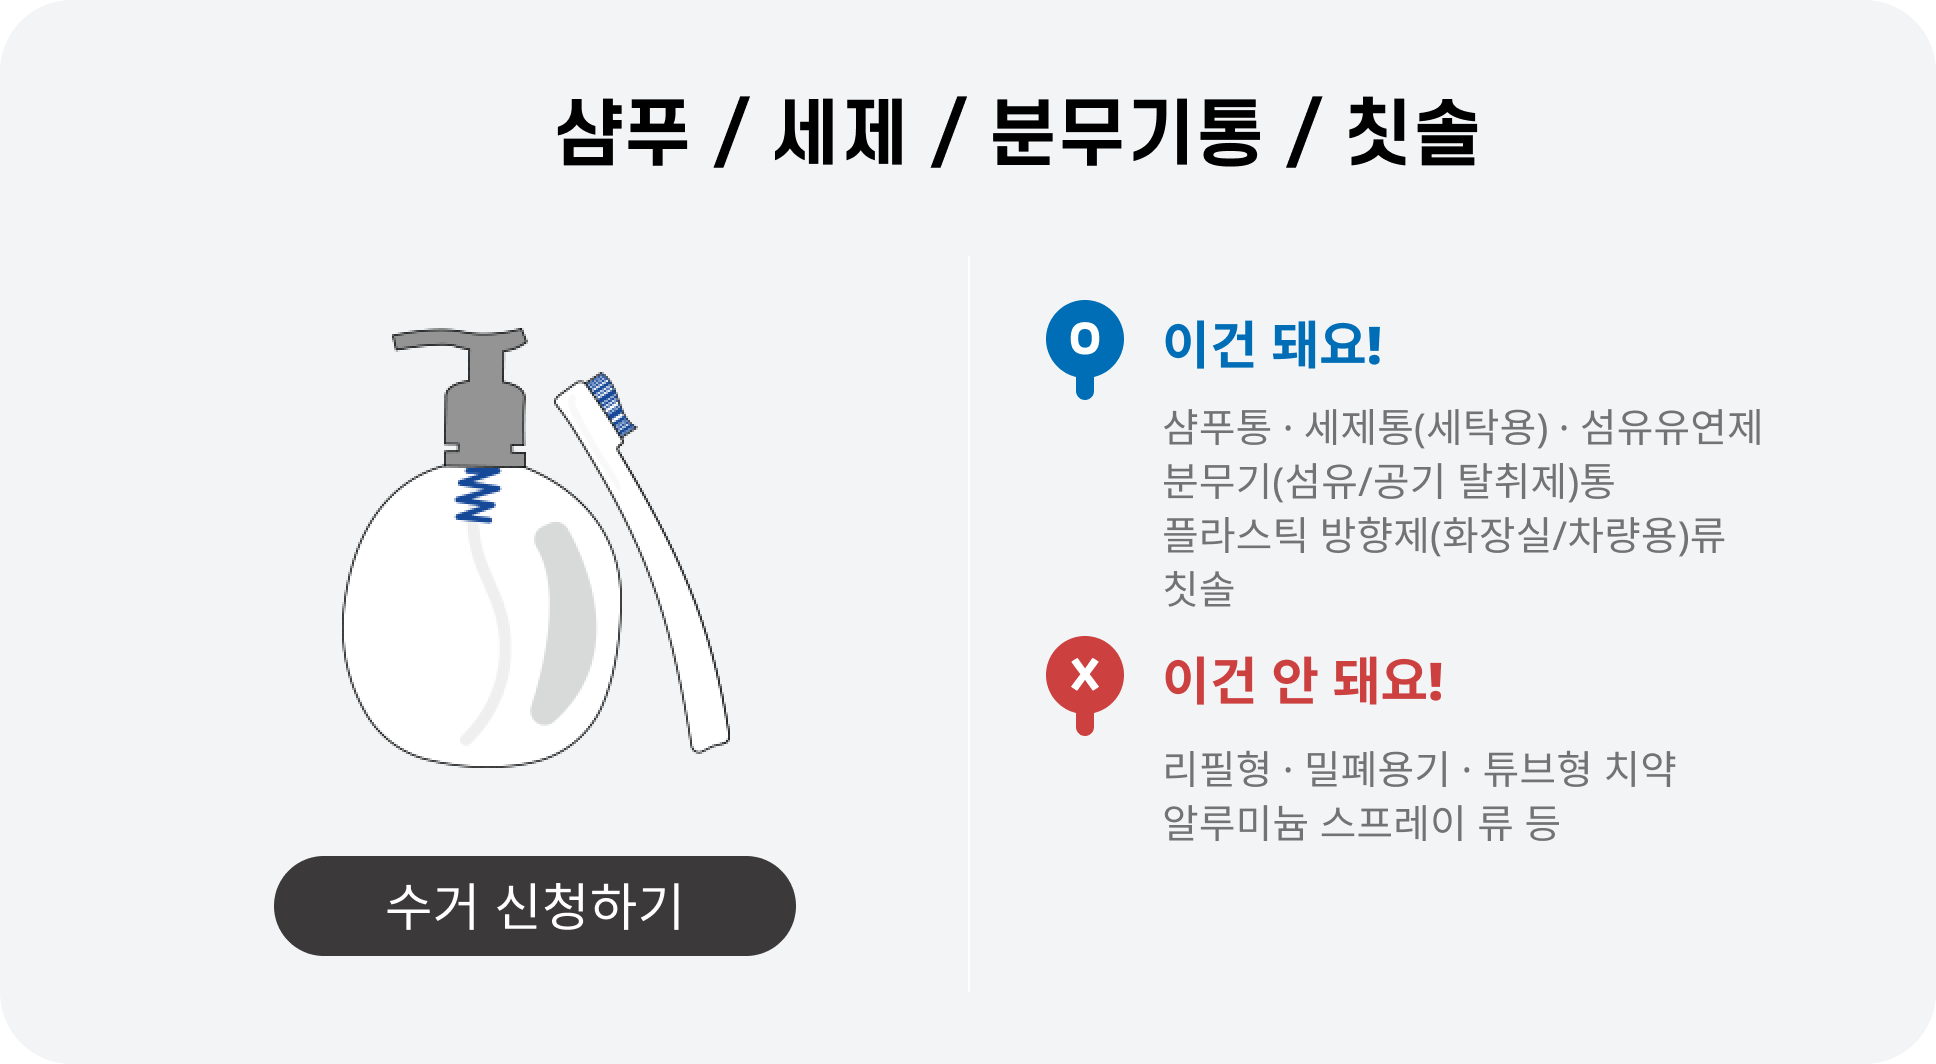 샴푸 / 세제 / 분무기통 / 칫솔
수거 신청하기
O 이건 돼요!
샴푸통 · 세제통(세탁용) · 섬유유연제
분무기(섬유/공기 탈취제)통
플라스틱 방향제(화장실/차량용)류
칫솔
X 이건 안 돼요!
리필형 · 밀폐용기 · 튜브형 치약
알루미늄 스프레이 류 등